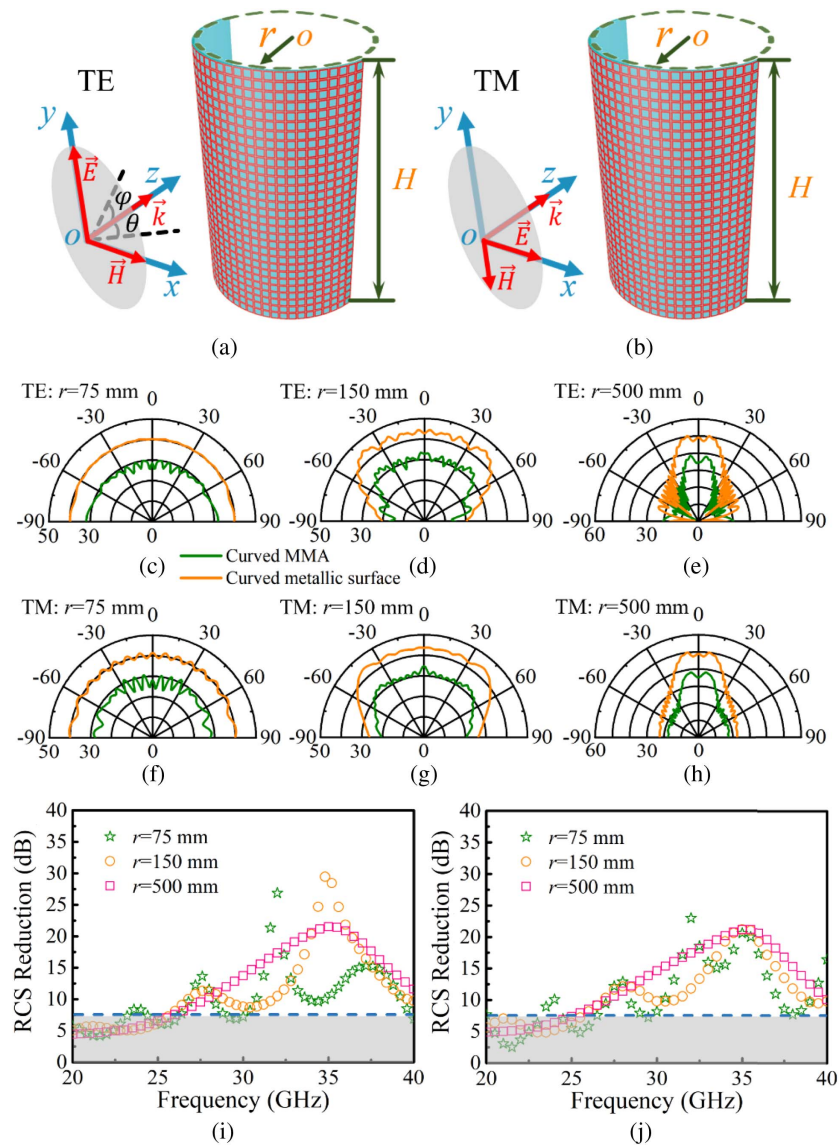 TE
r o
y
E
φ
z
k
θ
O
H
x
H
(a)
TM
r o
y
z
k
E
O
H
x
H
(b)
TE: r=75 mm
0
-30 30
-60 60
-90 90
50 30 0
(c)
TE: r=150 mm
0
-30 30
-60 60
-90 90
50 0
(d)
TE: r=500 mm
0
-30 30
-60 60
-90 90
60 0
(e)
Curved MMA
Curved metallic surface
TM: r=75 mm
0
-30 30
-60 60
-90 90
50 30 0
(f)
TM: r=150 mm
0
-30 30
-60 60
-90 90
50 0
(g)
TM: r=500 mm
0
-30 30
-60 60
-90 90
60 0
(h)
RCS Reduction (dB)
40
35
30
25
20
15
10
5
0
r=75 mm
r=150 mm
r=500 mm
20 25 30 35 40
Frequency (GHz)
(i)
RCS Reduction (dB)
40
35
30
25
20
15
10
5
0
r=75 mm
r=150 mm
r=500 mm
20 25 30 35 40
Frequency (GHz)
(j)